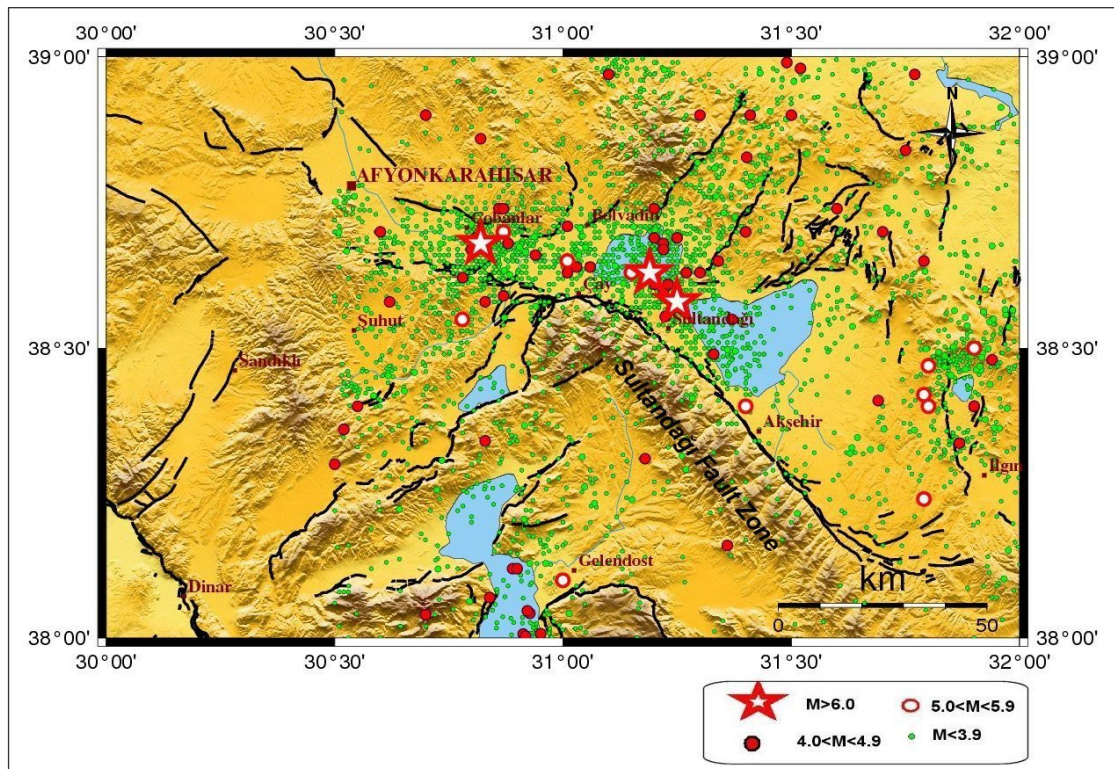 30°00' 30°30' 31°00' 31°30' 32°00'
39°00' 39°00'
N
AFYONKARAHISAR
Çobanlar Bolvadin
Çay
Şuhut Sultandağı
38°30' 38°30'
Sandıklı
Akşehir
Sultandağı Fault Zone
Ilgın
Dinar
Gelendost
km
0 50
38°00' 38°00'
30°00' 30°30' 31°00' 31°30' 32°00'
M>6.0 5.0<M<5.9
4.0<M<4.9 M<3.9